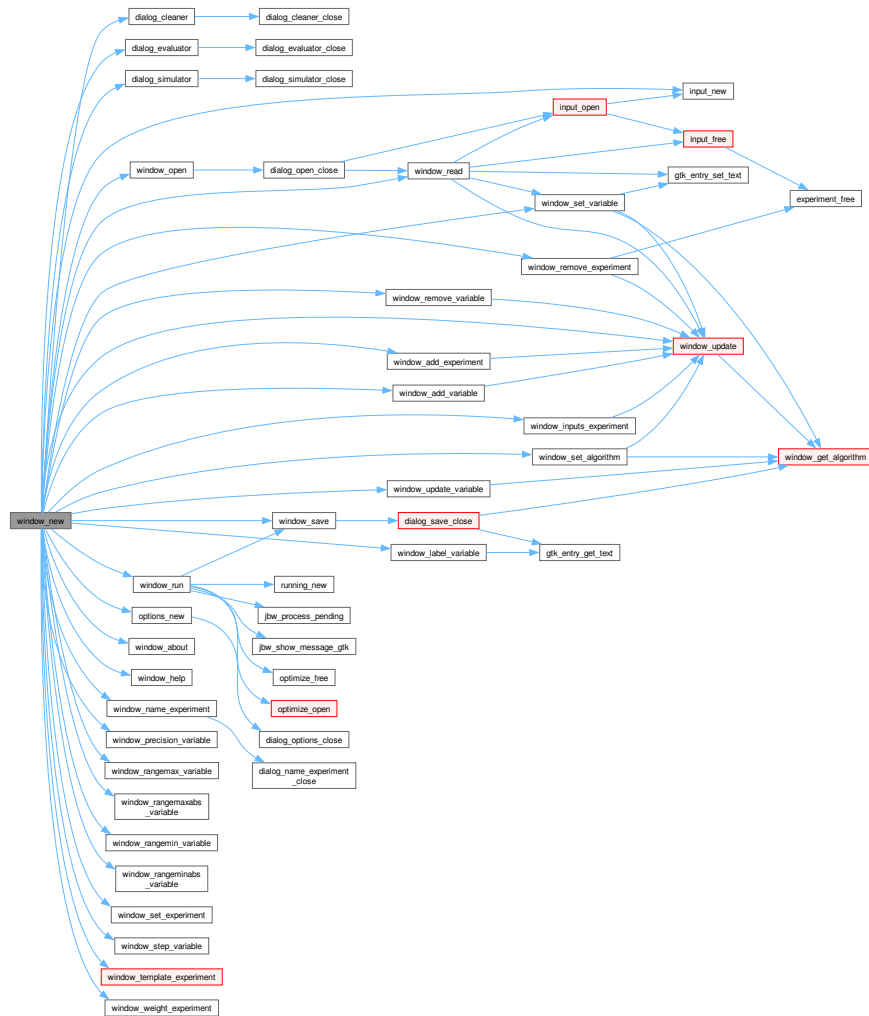 dialog_cleaner
dialog_cleaner_close
dialog_evaluator
dialog_evaluator_close
dialog_simulator
dialog_simulator_close
input_new
input_open
input_free
window_open
dialog_open_close
window_read
gtk_entry_set_text
experiment_free
window_set_variable
window_remove_experiment
window_remove_variable
window_update
window_add_experiment
window_add_variable
window_inputs_experiment
window_set_algorithm
window_get_algorithm
window_update_variable
window_new
window_save
dialog_save_close
window_label_variable
gtk_entry_get_text
window_run
running_new
options_new
jbw_process_pending
window_about
jbw_show_message_gtk
window_help
optimize_free
window_name_experiment
optimize_open
window_precision_variable
dialog_options_close
window_rangemax_variable
dialog_name_experiment
_close
window_rangemaxabs
_variable
window_rangemin_variable
window_rangeminabs
_variable
window_set_experiment
window_step_variable
window_template_experiment
window_weight_experiment